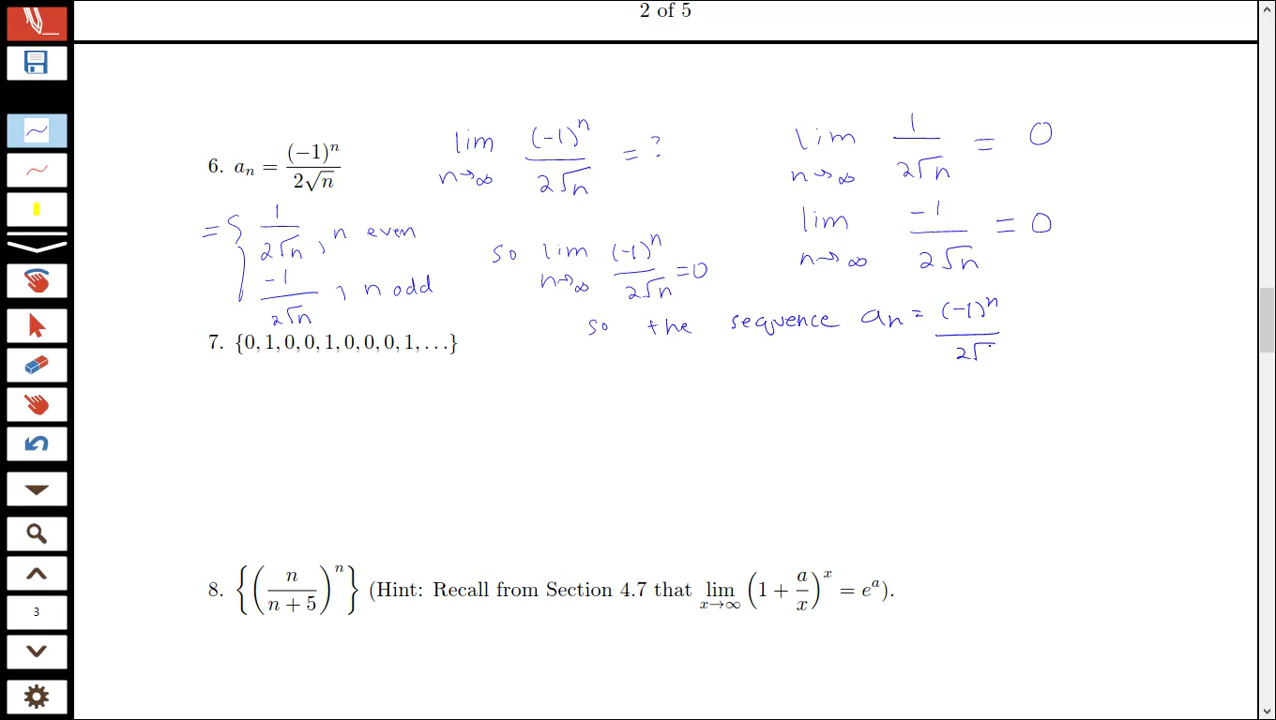 2 of 5
6. aₙ = (−1)ⁿ / 2√n
lim n→∞ (-1)ⁿ / 2√n = ?
lim n→∞ 1 / 2√n = 0
= { 1 / 2√n , n even
-1 / 2√n , n odd
so lim n→∞ (-1)ⁿ / 2√n = 0
lim n→∞ -1 / 2√n = 0
so the sequence aₙ = (-1)ⁿ / 2√
7. {0, 1, 0, 0, 1, 0, 0, 0, 1, . . .}
8. {(n / n + 5)ⁿ} (Hint: Recall from Section 4.7 that lim x→∞ (1 + a/x)ˣ = eᵃ).
3